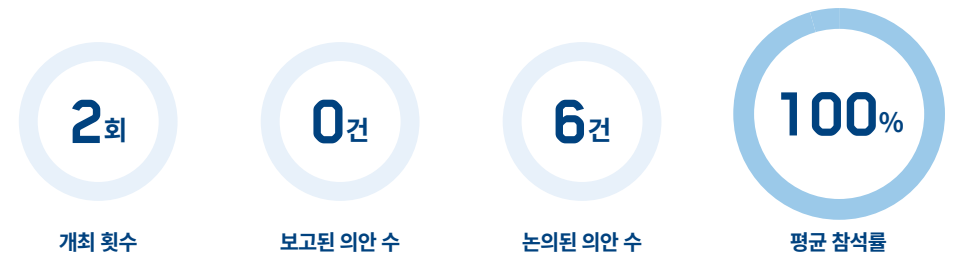 2회
0건
6건
100%
개최 횟수
보고된 의안 수
논의된 의안 수
평균 참석률